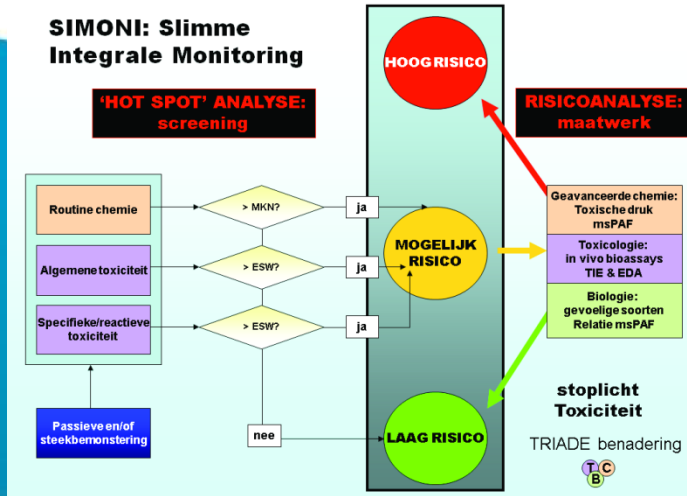 SIMONI: Slimme
Integrale Monitoring
'HOT SPOT' ANALYSE:
screening
HOOG RISICO
RISICOANALYSE:
maatwerk
Routine chemie
> MKN?
ja
Algemene toxiciteit
> ESW?
ja
Specifieke/reactieve
toxiciteit
> ESW?
ja
MOGELIJK
RISICO
Geavanceerde chemie:
Toxische druk
msPAF
Toxicologie:
in vivo bioassays
TIE & EDA
Biologie:
gevoelige soorten
Relatie msPAF
Passieve en/of
steekbemonstering
nee
LAAG RISICO
stoplicht
Toxiciteit
TRIADE benadering
T C
B